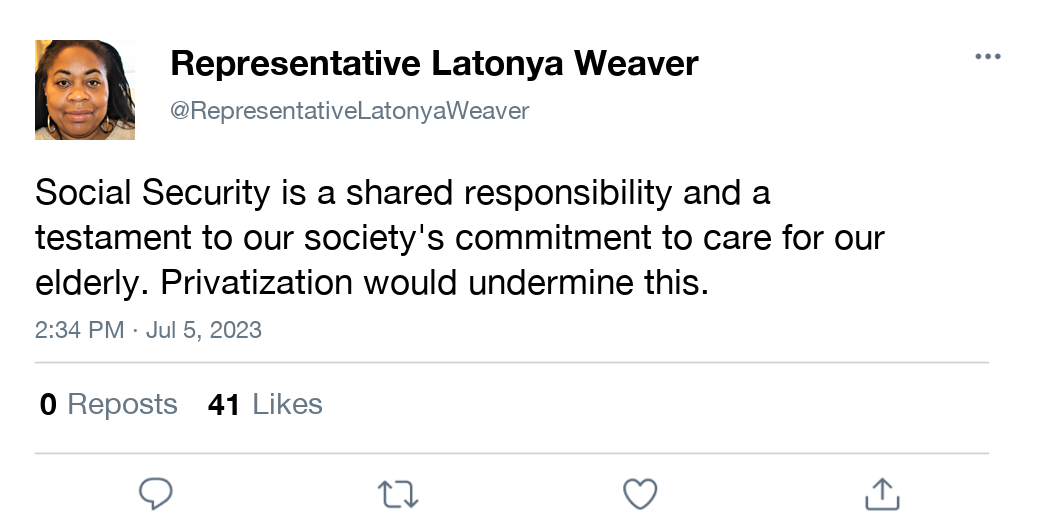 Representative Latonya Weaver
@RepresentativeLatonyaWeaver
Social Security is a shared responsibility and a
testament to our society's commitment to care for our
elderly. Privatization would undermine this.
2:34 PM · Jul 5, 2023
0 Reposts 41 Likes